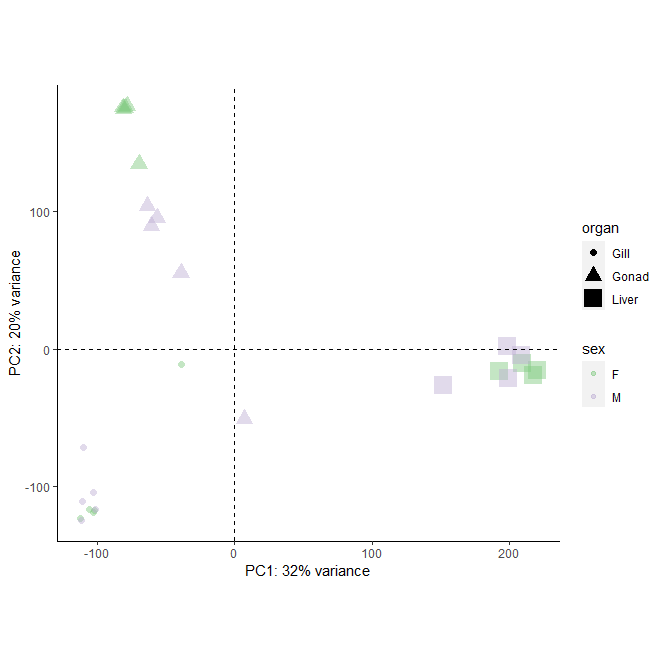 100
0
-100
PC2: 20% variance
-100
0
100
200
PC1: 32% variance
organ
Gill
Gonad
Liver
sex
F
M